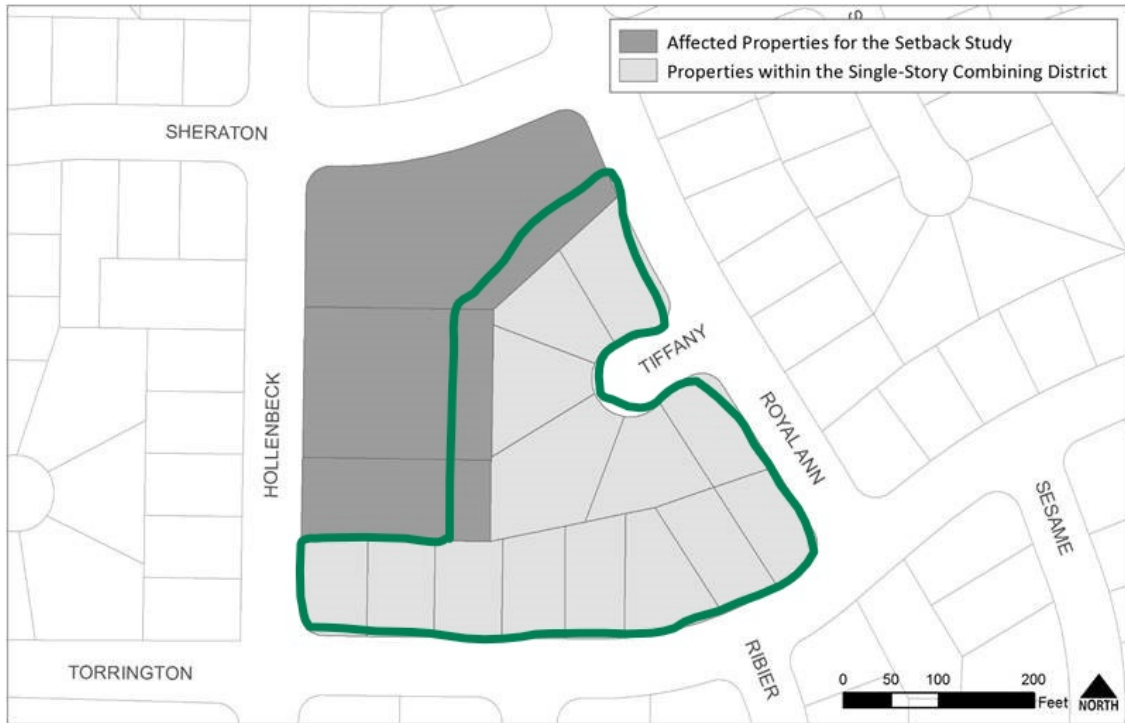 Affected Properties for the Setback Study
Properties within the Single-Story Combining District
SHERATON
TIFFANY
HOLLENBECK
ROYAL ANN
SESAME
TORRINGTON
RIBIER
0 50 100 200
Feet
NORTH